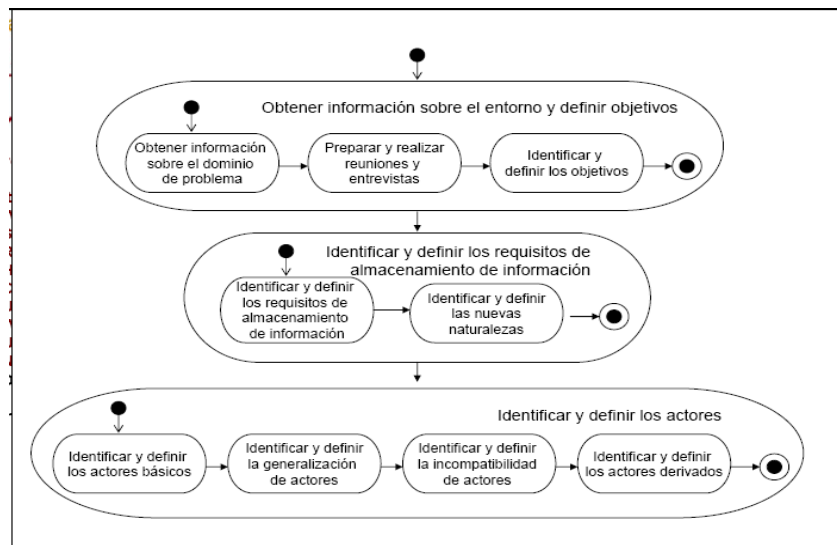 Obtener información sobre el entorno y definir objetivos
Obtener información
sobre el dominio
de problema
Preparar y realizar
reuniones y
entrevistas
Identificar y
definir los objetivos
Identificar y definir los requisitos de
almacenamiento de información
Identificar y definir
los requisitos de
almacenamiento
de información
Identificar y definir
las nuevas
naturalezas
Identificar y definir los actores
Identificar y definir
los actores básicos
Identificar y definir
la generalización
de actores
Identificar y definir
la incompatibilidad
de actores
Identificar y definir
los actores derivados